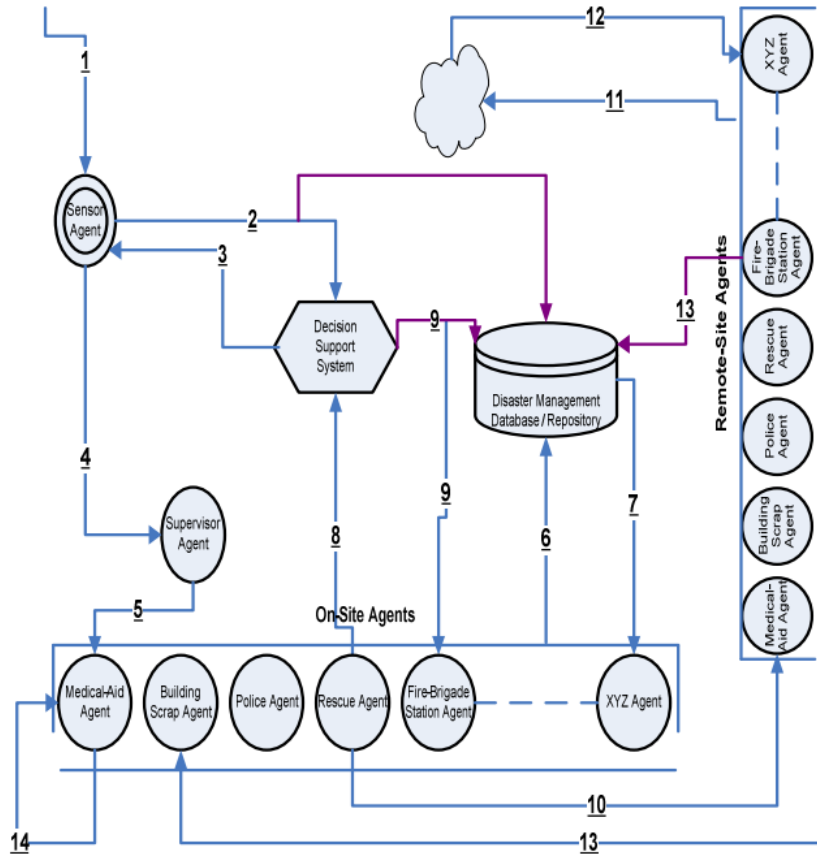 12
XYZ
Agent
1
11
Sensor
Agent
2
3
Fire-
Brigade
Station
Agent
13
9
Decision
Support
System
Remote-Site Agents
Rescue
Agent
Disaster Management
Database / Repository
4
Police
Agent
9
7
Supervisor
Agent
8
6
Building
Scrap
Agent
5
On-Site Agents
Medical-
Aid Agent
Medical-Aid
Agent
Building
Scrap Agent
Police Agent
Rescue Agent
Fire-Brigade
Station Agent
XYZ Agent
10
14
13